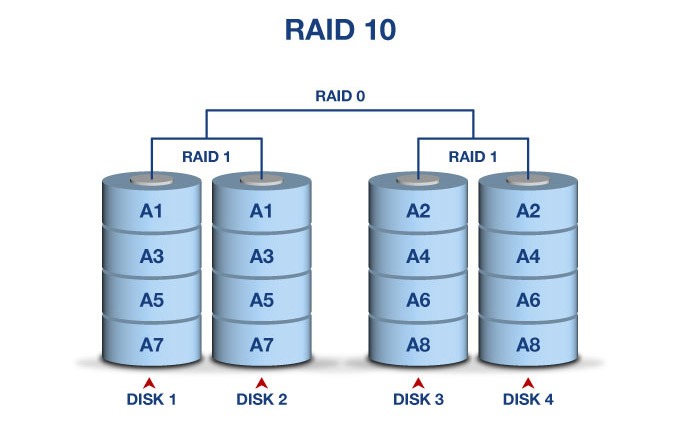 RAID 10
RAID 0
RAID 1 RAID 1
A1 A1 A2 A2
A3 A3 A4 A4
A5 A5 A6 A6
A7 A7 A8 A8
DISK 1 DISK 2 DISK 3 DISK 4